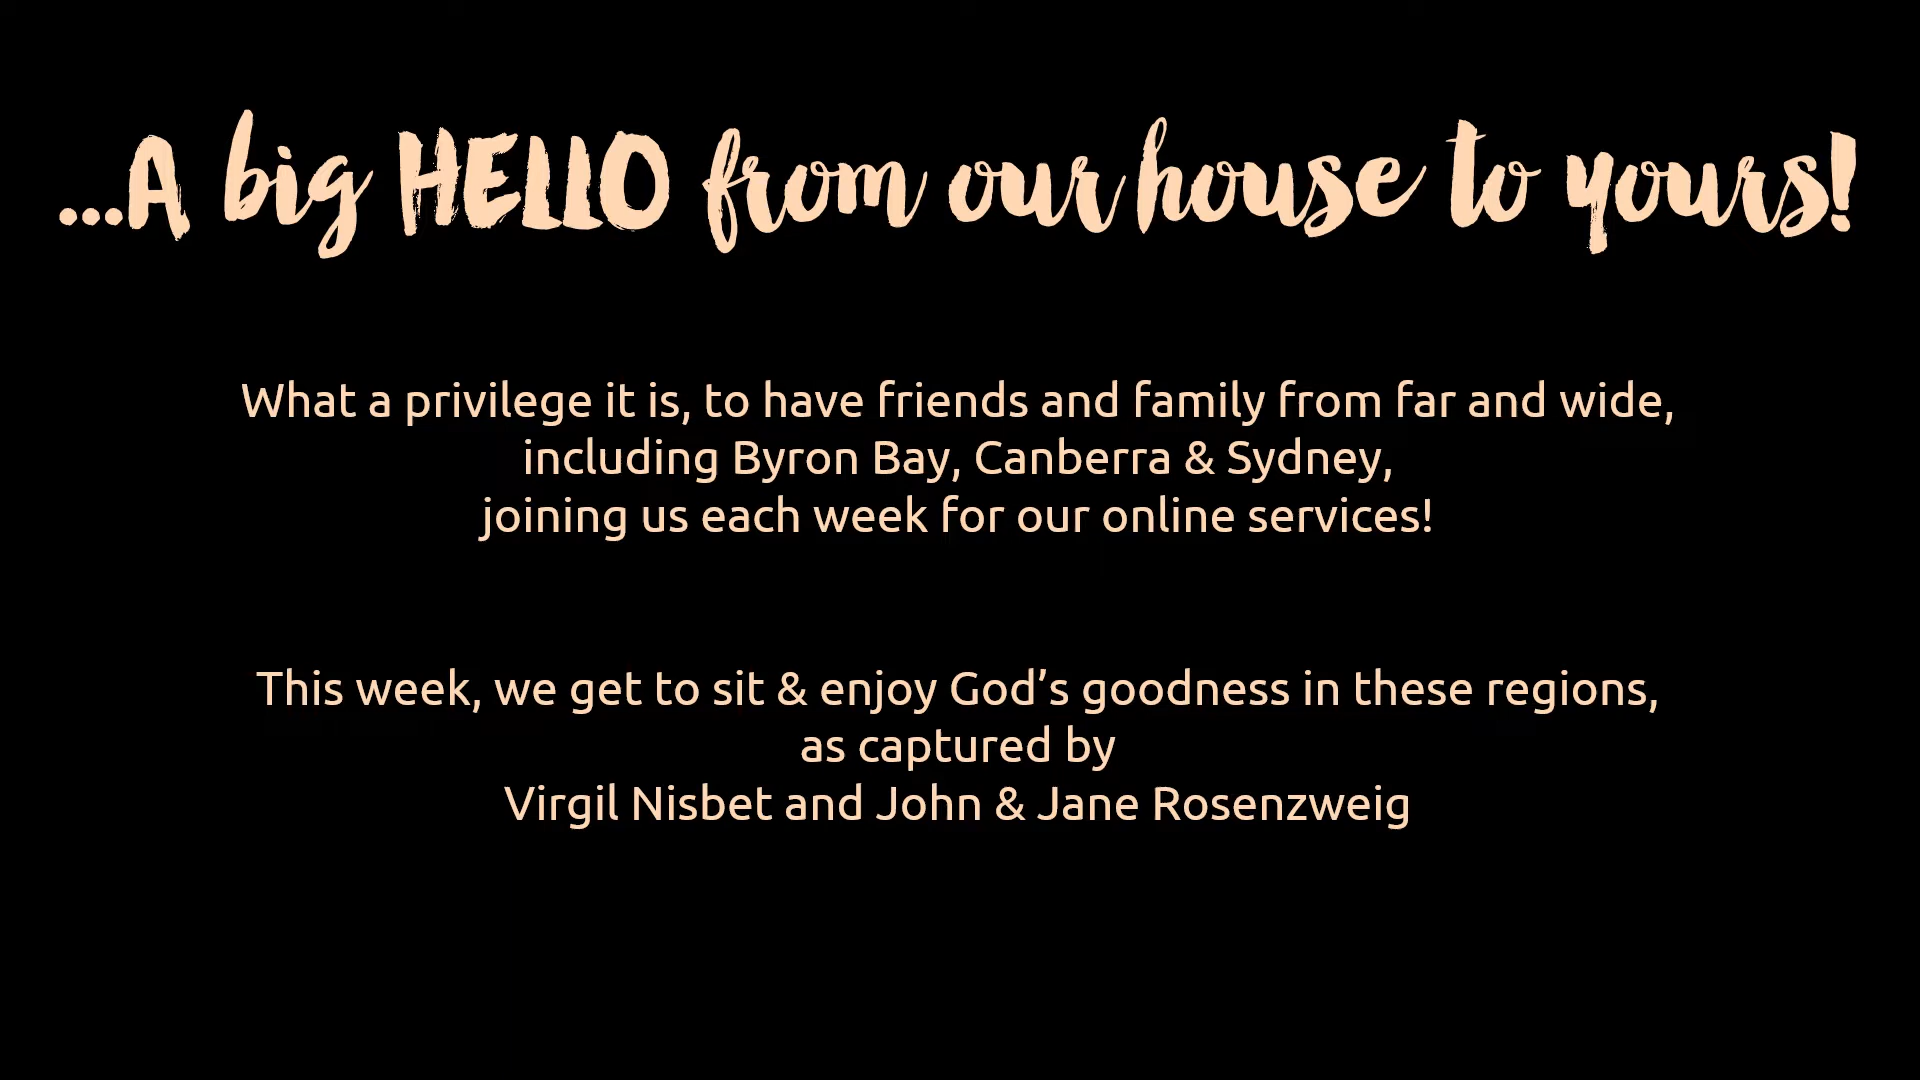 ...A big HELLO from our house to yours!
What a privilege it is, to have friends and family from far and wide,
including Byron Bay, Canberra & Sydney,
joining us each week for our online services!
This week, we get to sit & enjoy God’s goodness in these regions,
as captured by
Virgil Nisbet and John & Jane Rosenzweig